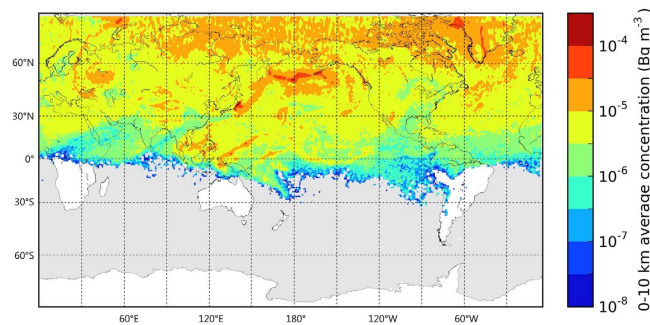 60°N
30°N
0°
30°S
60°S
60°E
120°E
180°
120°W
60°W
10⁻⁴
10⁻⁵
10⁻⁶
10⁻⁷
10⁻⁸
0-10 km average concentration (Bq m⁻³)